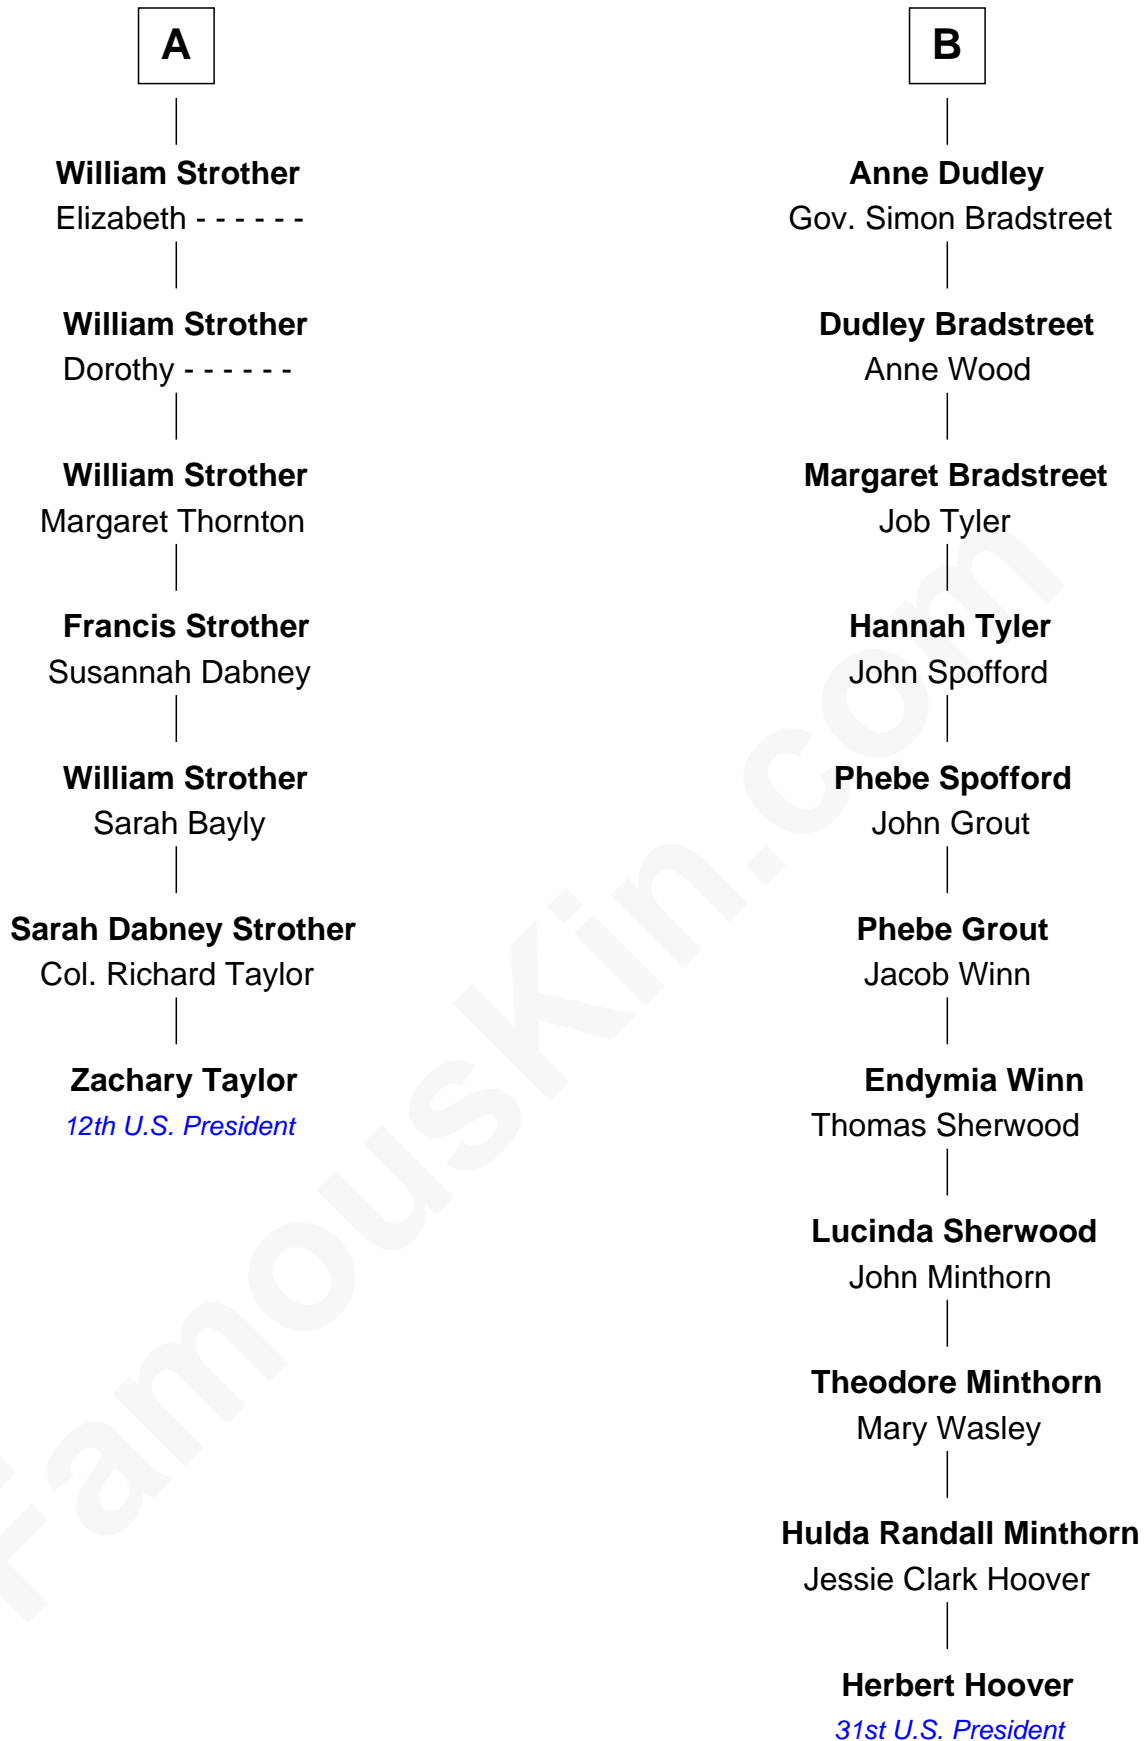 A
William Strother
Elizabeth - - - - - -
William Strother
Dorothy - - - - - -
William Strother
Margaret Thornton
Francis Strother
Susannah Dabney
William Strother
Sarah Bayly
Sarah Dabney Strother
Col. Richard Taylor
Zachary Taylor
12th U.S. President
B
Anne Dudley
Gov. Simon Bradstreet
Dudley Bradstreet
Anne Wood
Margaret Bradstreet
Job Tyler
Hannah Tyler
John Spofford
Phebe Spofford
John Grout
Phebe Grout
Jacob Winn
Endymia Winn
Thomas Sherwood
Lucinda Sherwood
John Minthorn
Theodore Minthorn
Mary Wasley
Hulda Randall Minthorn
Jessie Clark Hoover
Herbert Hoover
31st U.S. President
FamousKin.com